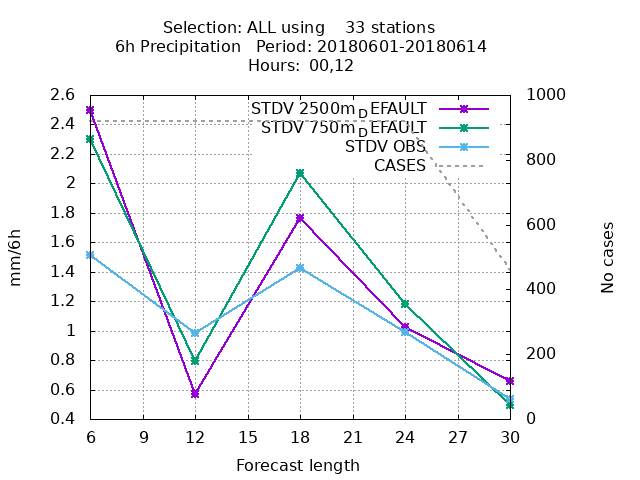 Selection: ALL using    33 stations
6h Precipitation   Period: 20180601-20180614
Hours: 00,12
2.6
2.4
2.2
2
1.8
1.6
1.4
1.2
1
0.8
0.6
0.4
mm/6h
STDV 2500m_DEFAULT
STDV 750m_DEFAULT
STDV OBS
CASES
1000
800
600
400
200
0
No cases
6 9 12 15 18 21 24 27 30
Forecast length